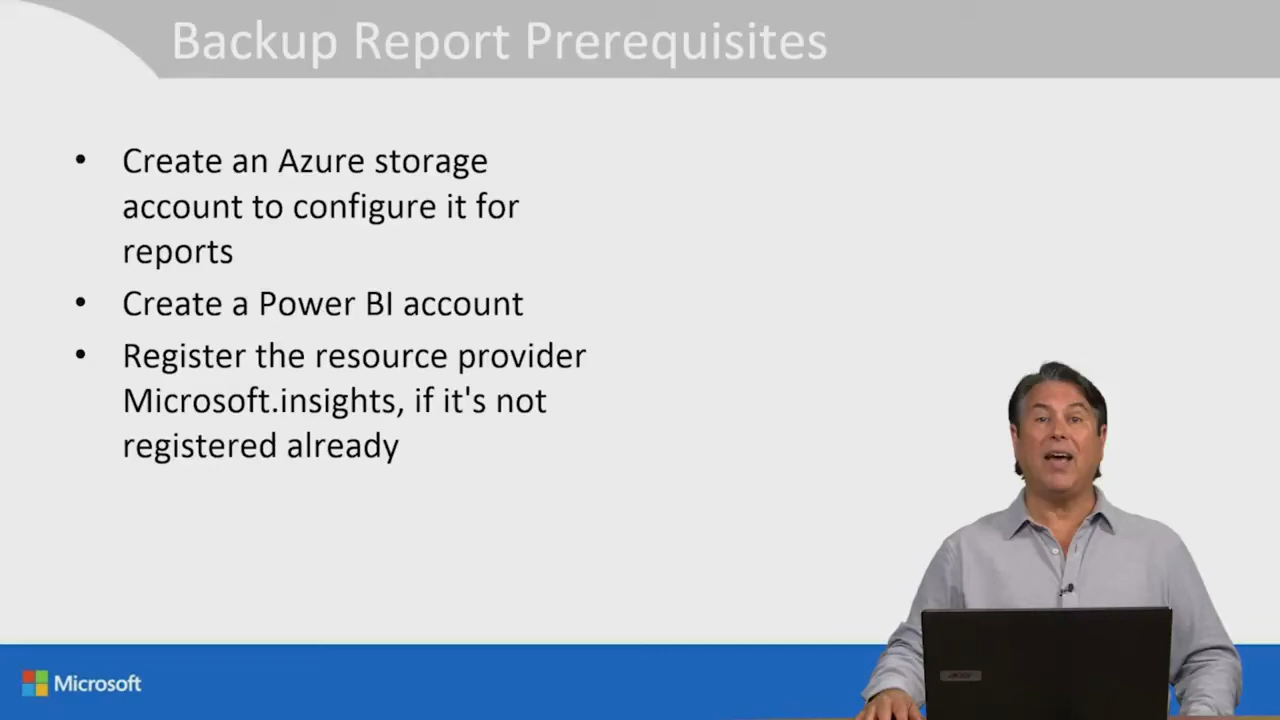 Backup Report Prerequisites
• Create an Azure storage
account to configure it for
reports
• Create a Power BI account
• Register the resource provider
Microsoft.insights, if it's not
registered already
Microsoft
acer